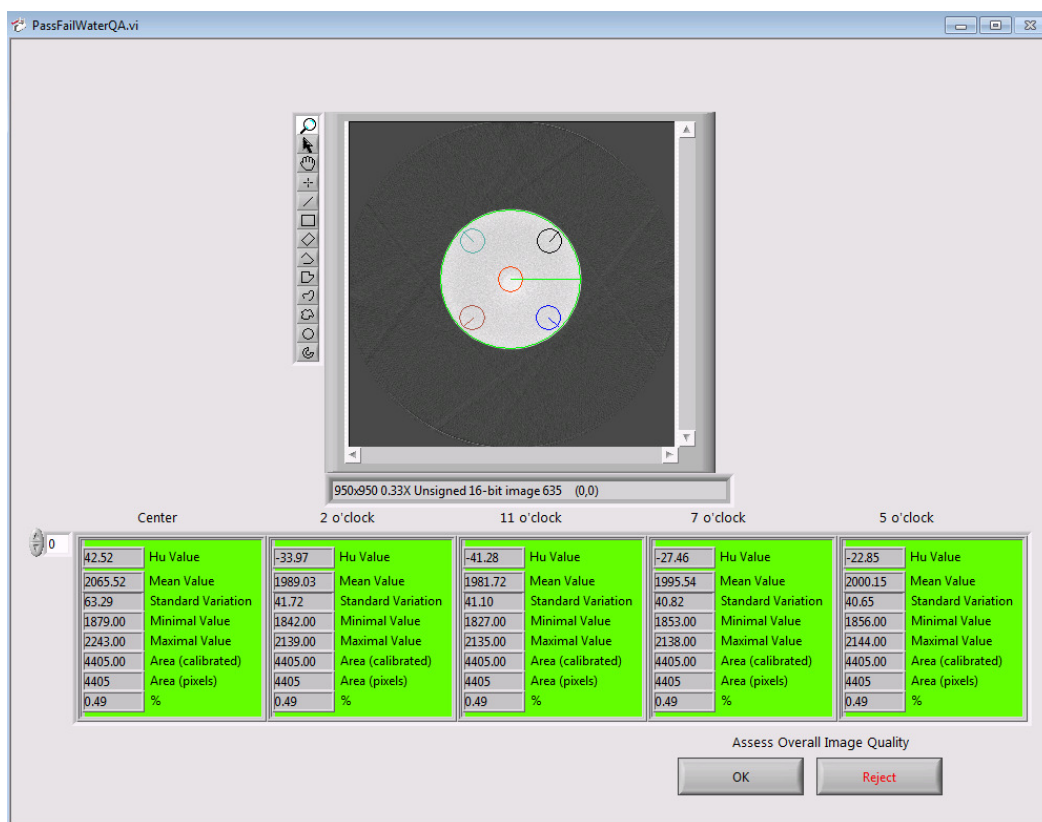 PassFailWaterQA.vi
950x950 0.33X Unsigned 16-bit image 635 (0,0)
Center 2 o'clock 11 o'clock 7 o'clock 5 o'clock
0
42.52 Hu Value -33.97 Hu Value -41.28 Hu Value -27.46 Hu Value -22.85 Hu Value
2065.52 Mean Value 1989.03 Mean Value 1981.72 Mean Value 1995.54 Mean Value 2000.15 Mean Value
63.29 Standard Variation 41.72 Standard Variation 41.10 Standard Variation 40.82 Standard Variation 40.65 Standard Variation
1879.00 Minimal Value 1842.00 Minimal Value 1827.00 Minimal Value 1853.00 Minimal Value 1856.00 Minimal Value
2243.00 Maximal Value 2139.00 Maximal Value 2135.00 Maximal Value 2138.00 Maximal Value 2144.00 Maximal Value
4405.00 Area (calibrated) 4405.00 Area (calibrated) 4405.00 Area (calibrated) 4405.00 Area (calibrated) 4405.00 Area (calibrated)
4405 Area (pixels) 4405 Area (pixels) 4405 Area (pixels) 4405 Area (pixels) 4405 Area (pixels)
0.49 % 0.49 % 0.49 % 0.49 % 0.49 %
Assess Overall Image Quality
OK Reject